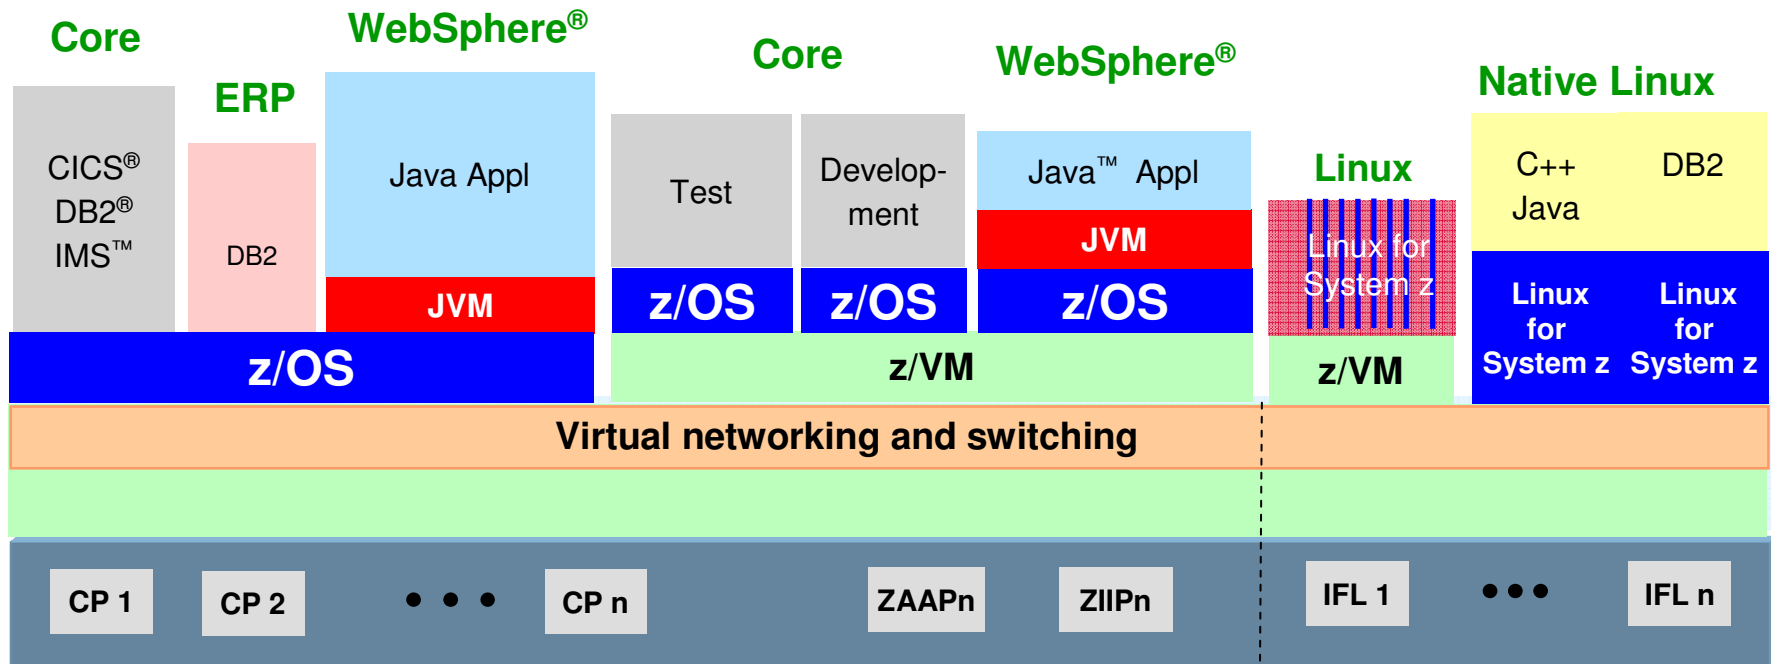 Core
ERP
WebSphere®
Core
WebSphere®
Linux
Native Linux
CICS®
DB2®
IMS™
DB2
Java Appl
JVM
z/OS
Test
z/OS
Develop-
ment
z/OS
Java™ Appl
JVM
z/OS
z/VM
Linux for
System z
z/VM
C++
Java
DB2
Linux
for
System z
Linux
for
System z
Virtual networking and switching
CP 1
CP 2
• • •
CP n
ZAAPn
ZIIPn
IFL 1
•••
IFL n